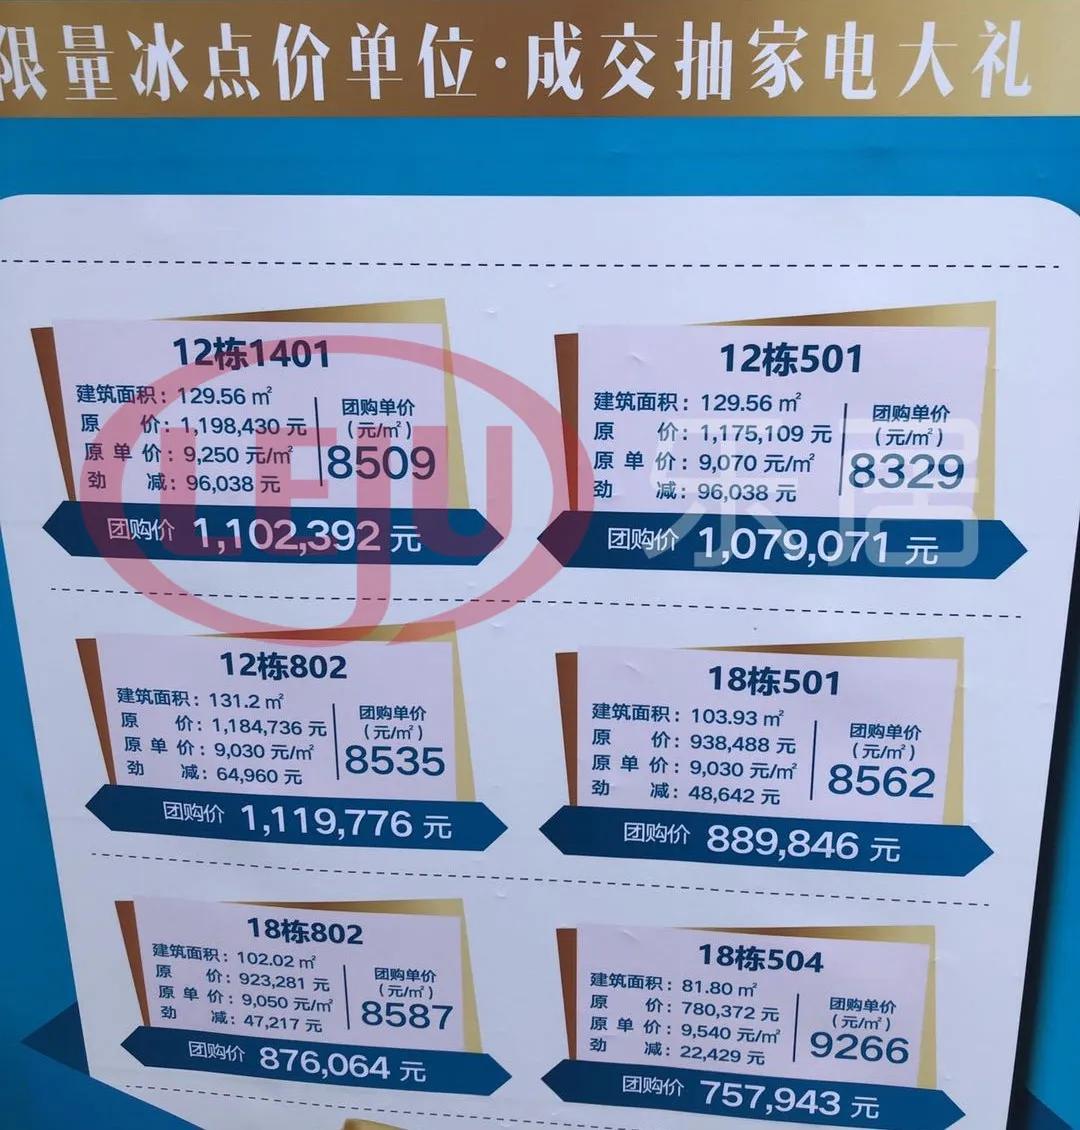 限量冰点价单位·成交抽家电大礼
12栋1401
建筑面积：129.56㎡
原价：1,198,430元
原单价：9,250元/㎡
劲减：96,038元
团购单价
（元/㎡）
8509
团购价 1,102,392元
12栋501
建筑面积：129.56㎡
原价：1,175,109元
原单价：9,070元/㎡
劲减：96,038元
团购单价
（元/㎡）
8329
团购价 1,079,071元
LEJU 乐居
12栋802
建筑面积：131.2㎡
原价：1,184,736元
原单价：9,030元/㎡
劲减：64,960元
团购单价
（元/㎡）
8535
团购价 1,119,776元
18栋501
建筑面积：103.93㎡
原价：938,488元
原单价：9,030元/㎡
劲减：48,642元
团购单价
（元/㎡）
8562
团购价 889,846元
18栋802
建筑面积：102.02㎡
原价：923,281元
原单价：9,050元/㎡
劲减：47,217元
团购单价
（元/㎡）
8587
团购价 876,064元
18栋504
建筑面积：81.80㎡
原价：780,372元
原单价：9,540元/㎡
劲减：22,429元
团购单价
（元/㎡）
9266
团购价 757,943元